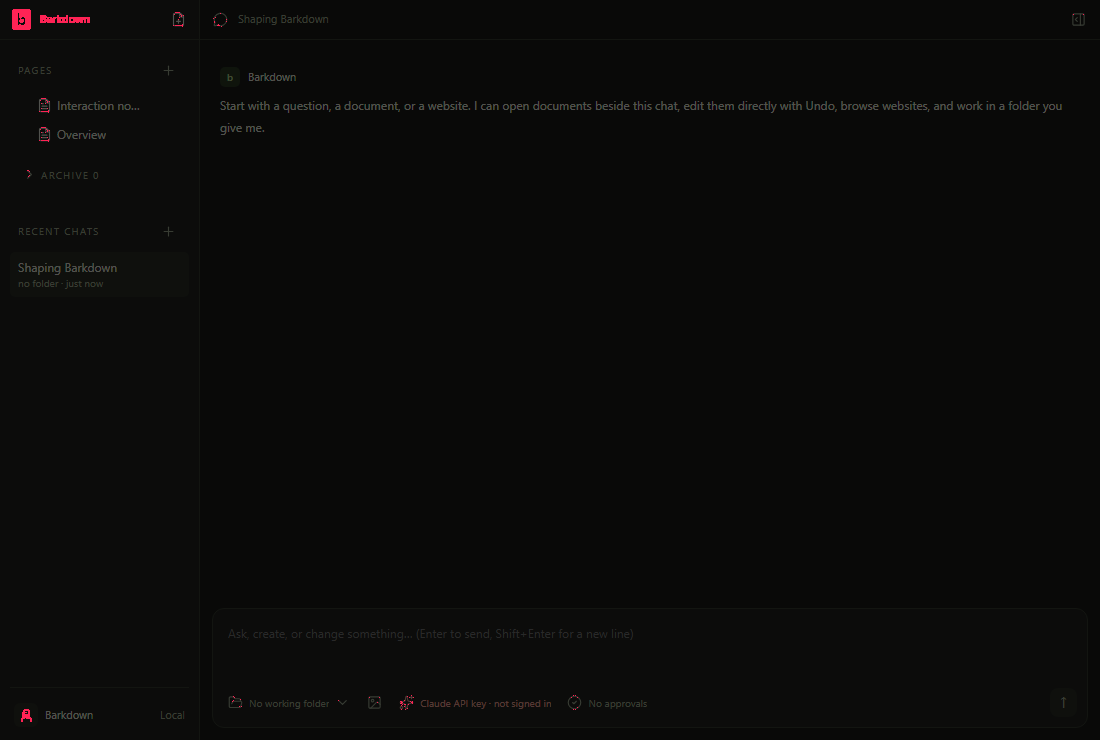 b Barkdown
Shaping Barkdown
PAGES
Interaction no...
Overview
ARCHIVE 0
RECENT CHATS
Shaping Barkdown
no folder · just now
Barkdown Local
b Barkdown
Start with a question, a document, or a website. I can open documents beside this chat, edit them directly with Undo, browse websites, and work in a folder you
give me.
Ask, create, or change something... (Enter to send, Shift+Enter for a new line)
No working folder Claude API key · not signed in No approvals